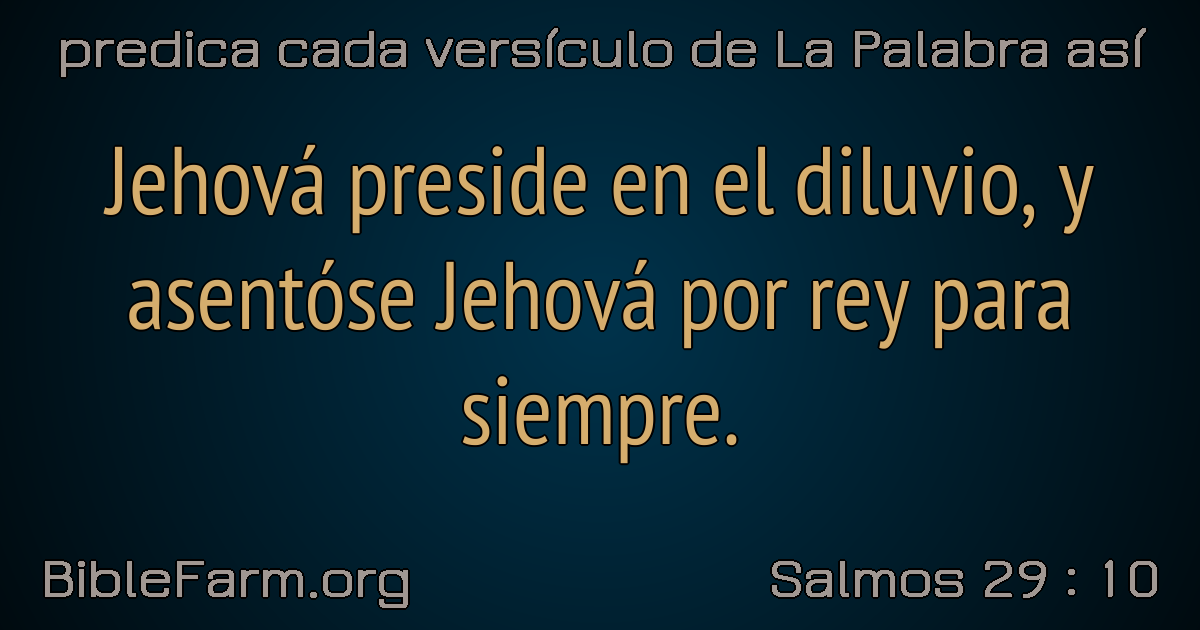 predica cada versículo de La Palabra así
Jehová preside en el diluvio, y
asentóse Jehová por rey para
siempre.
BibleFarm.org
Salmos 29 : 10